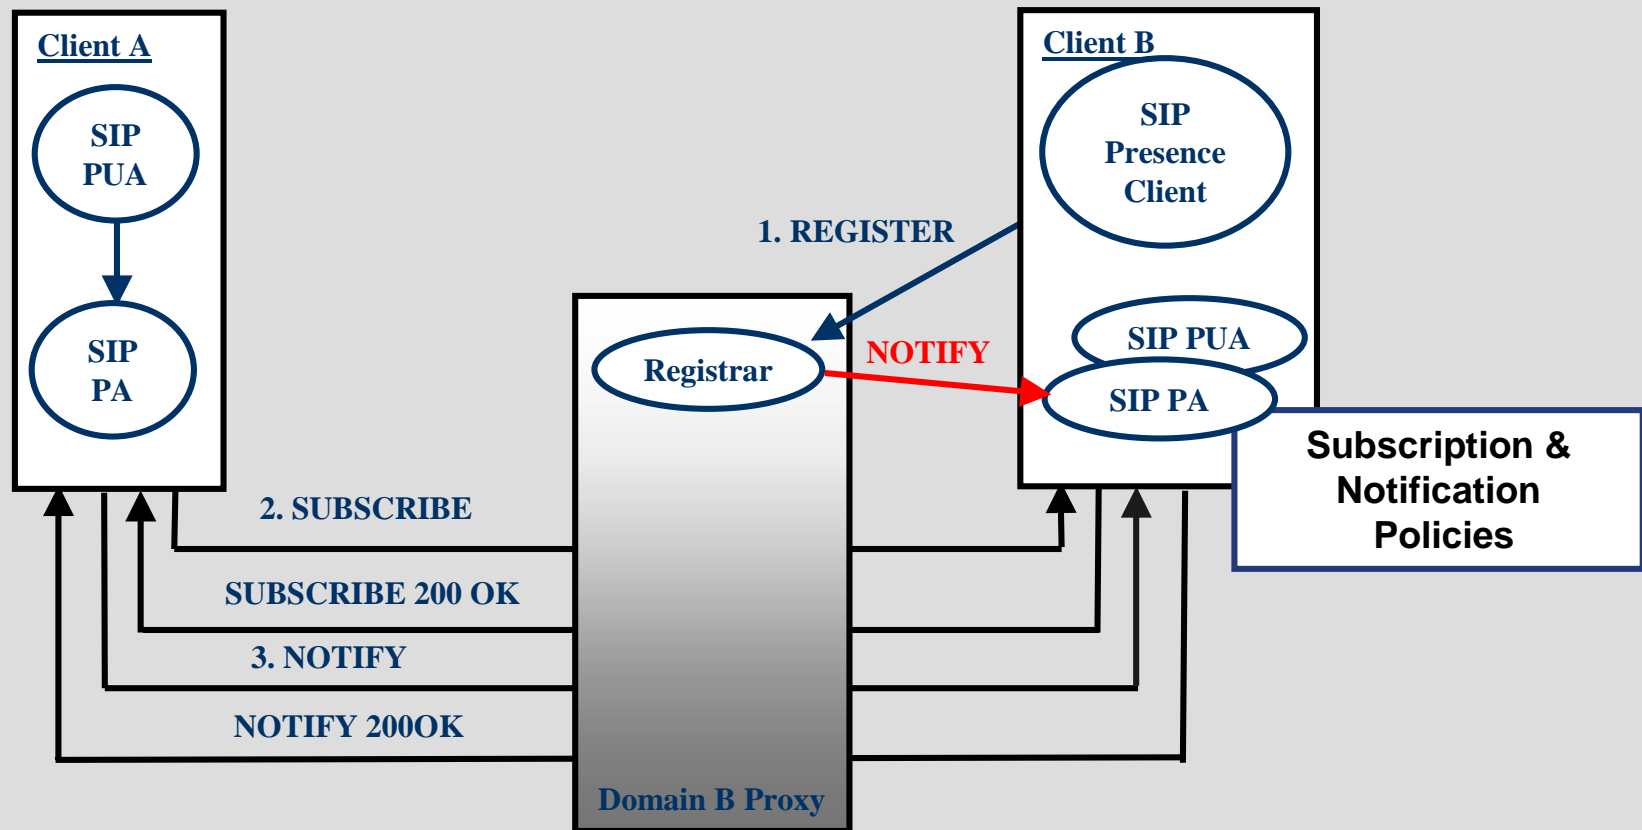 Client A
SIP
PUA
SIP
PA
Client B
SIP
Presence
Client
1. REGISTER
Registrar
NOTIFY
SIP PUA
SIP PA
Subscription &
Notification
Policies
2. SUBSCRIBE
SUBSCRIBE 200 OK
3. NOTIFY
NOTIFY 200OK
Domain B Proxy